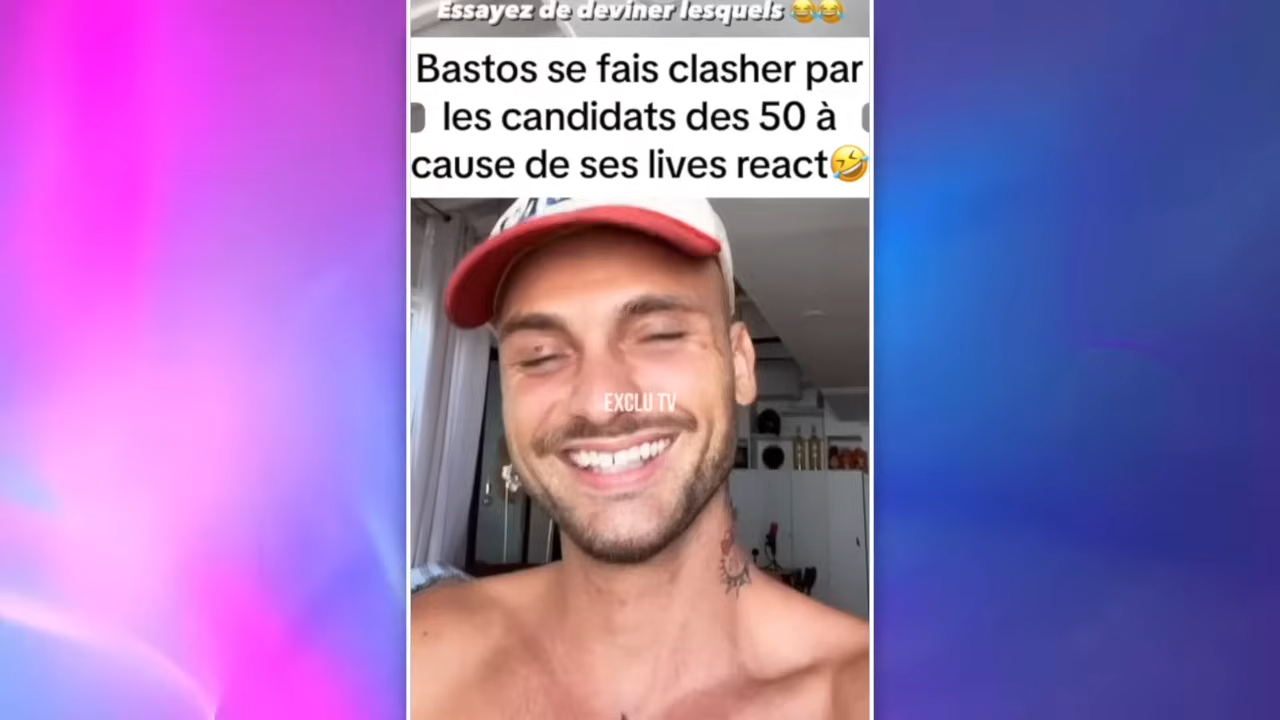 Essayez de deviner lesquels 😂😂
Bastos se fais clasher par
les candidats des 50 à
cause de ses lives react🤣
EXCLU TV